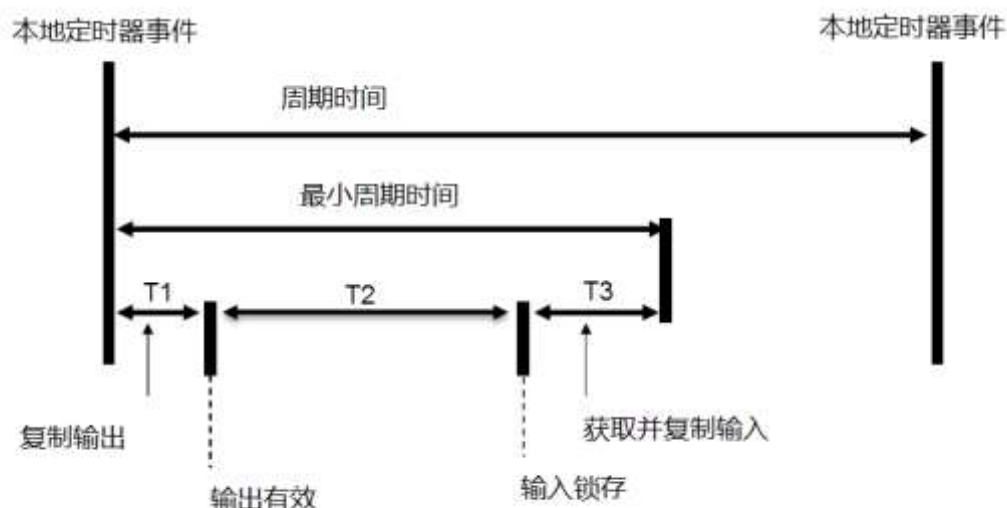 本地定时器事件
本地定时器事件
周期时间
最小周期时间
T1
T2
T3
复制输出
获取并复制输入
输出有效
输入锁存